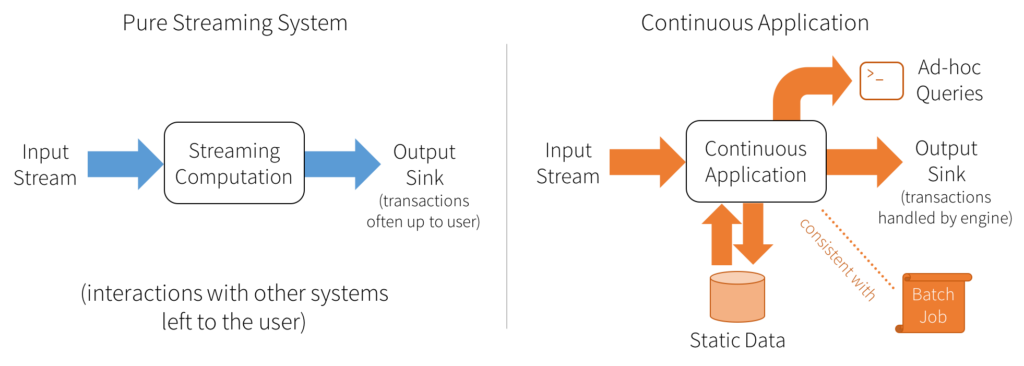 Pure Streaming System
Input
Stream
Streaming
Computation
Output
Sink
(transactions
often up to user)
(interactions with other systems
left to the user)
Continuous Application
>_
Ad-hoc
Queries
Input
Stream
Continuous
Application
Output
Sink
(transactions
handled by engine)
consistent with
Static Data
Batch
Job